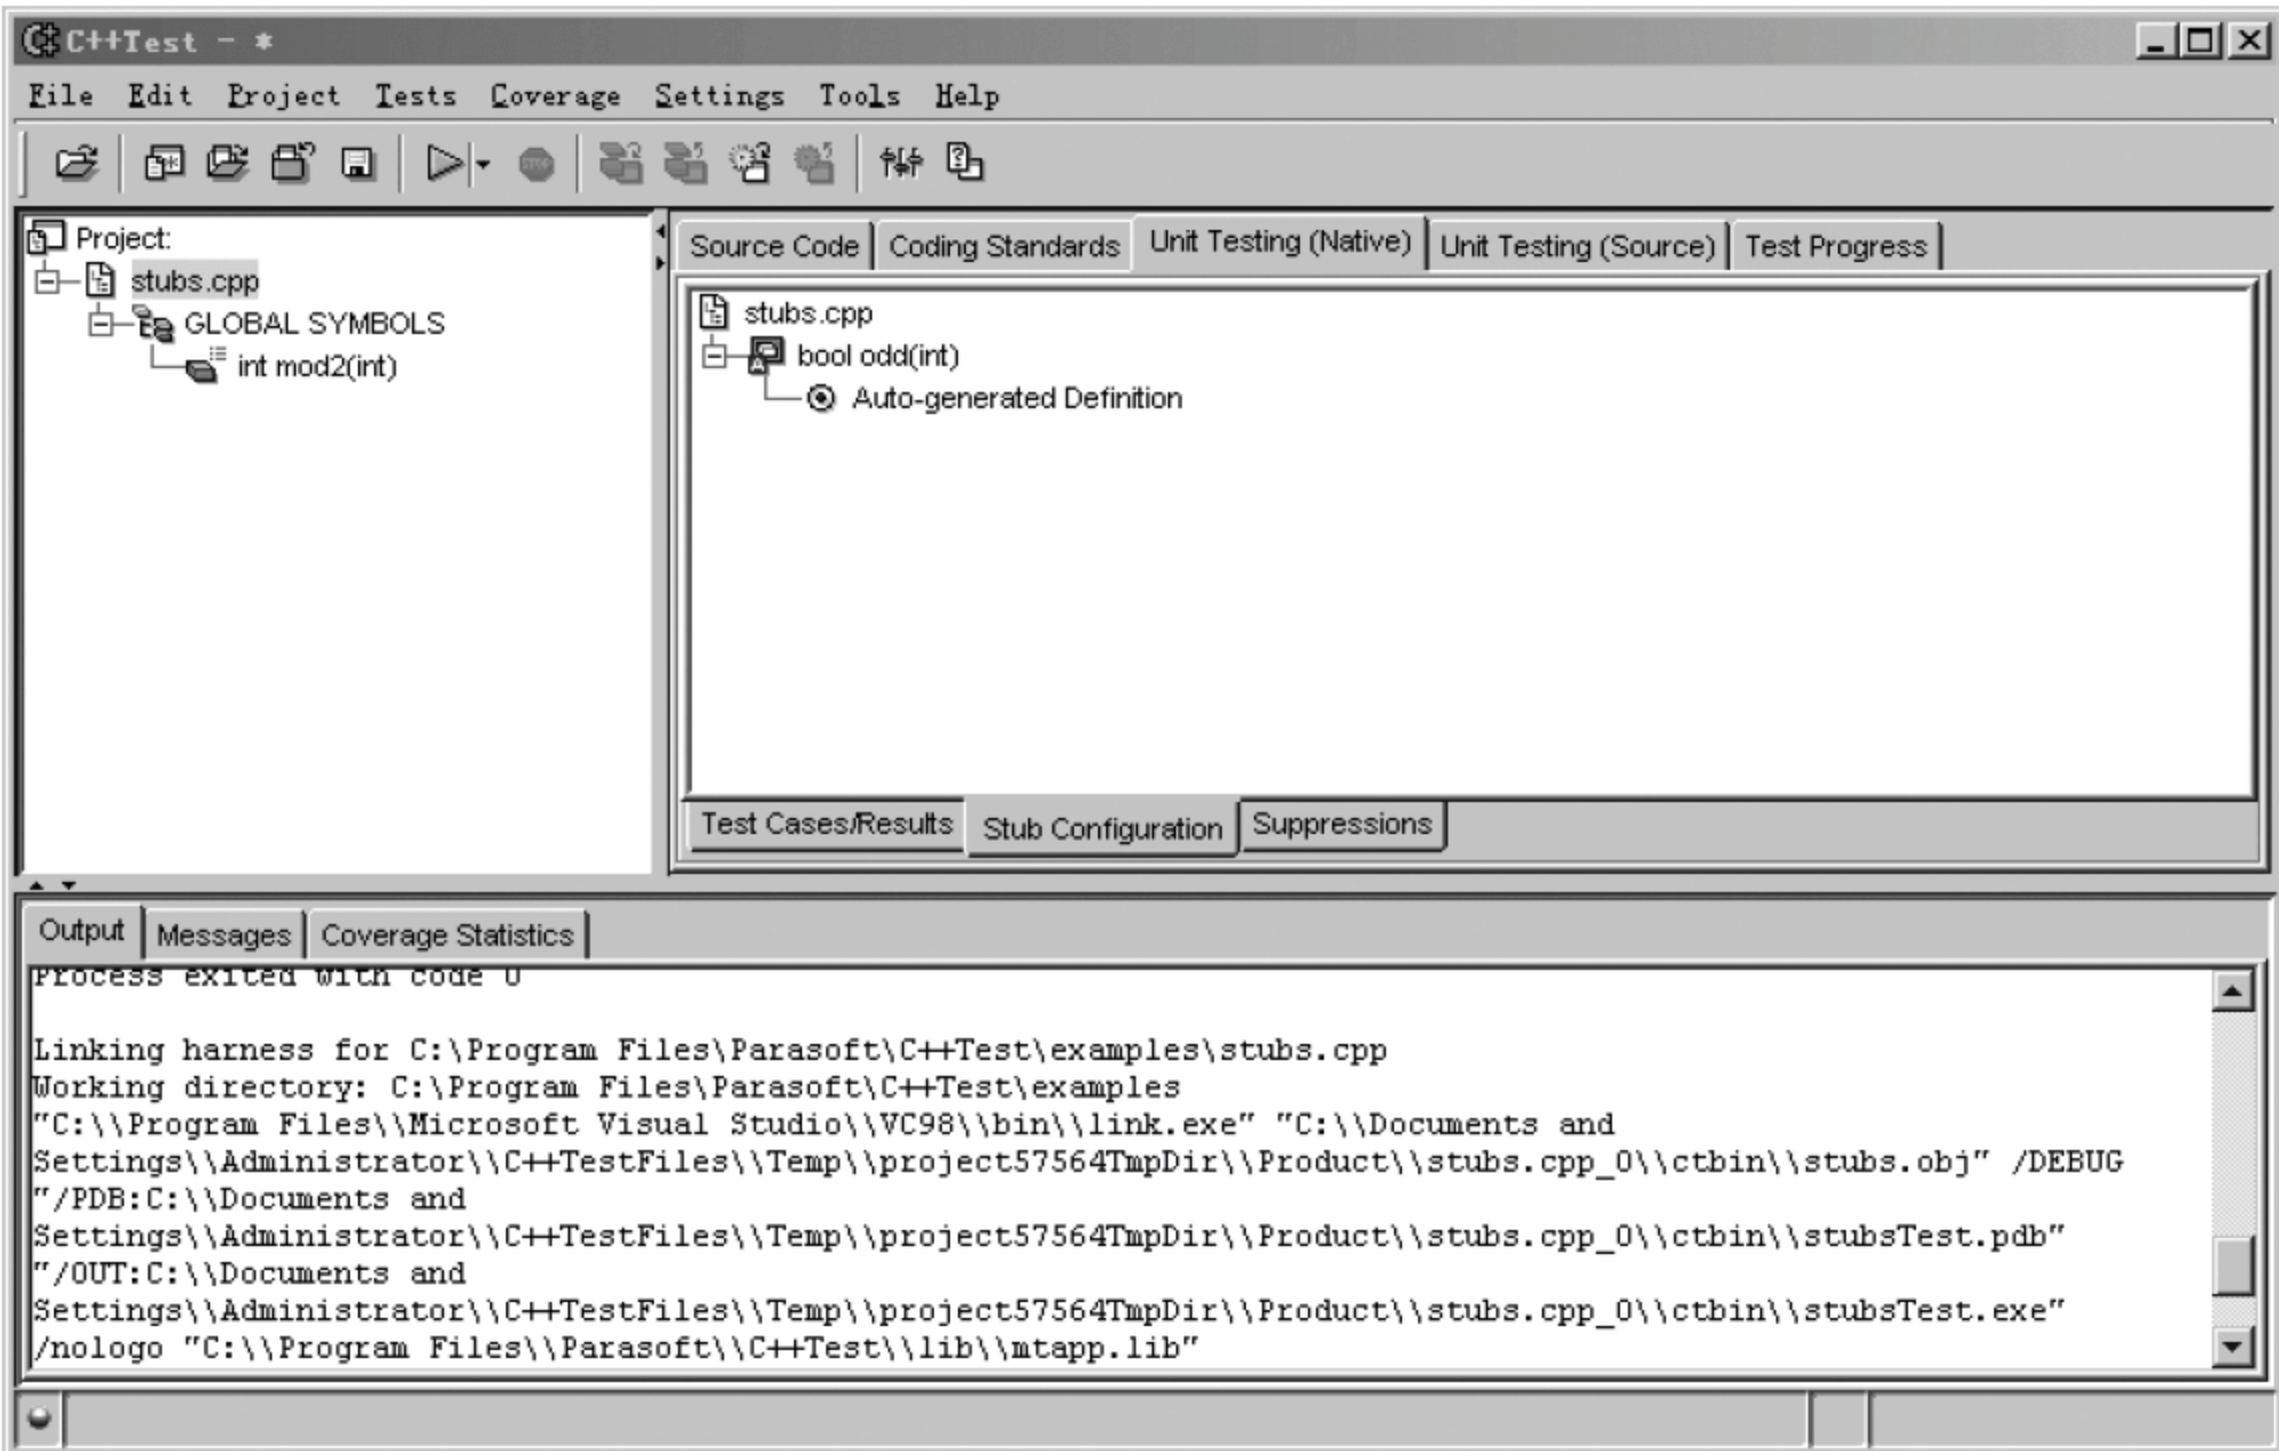 C++Test - *
File Edit Project Tests Coverage Settings Tools Help
Project:
stubs.cpp
GLOBAL SYMBOLS
int mod2(int)
Source Code Coding Standards Unit Testing (Native) Unit Testing (Source) Test Progress
stubs.cpp
bool odd(int)
Auto-generated Definition
Test Cases/Results Stub Configuration Suppressions
Output Messages Coverage Statistics
Process exited with code 0
Linking harness for C:\Program Files\Parasoft\C++Test\examples\stubs.cpp
Working directory: C:\Program Files\Parasoft\C++Test\examples
"C:\\Program Files\\Microsoft Visual Studio\\VC98\\bin\\link.exe" "C:\\Documents and
Settings\\Administrator\\C++TestFiles\\Temp\\project57564TmpDir\\Product\\stubs.cpp_0\\ctbin\\stubs.obj" /DEBUG
"/PDB:C:\\Documents and
Settings\\Administrator\\C++TestFiles\\Temp\\project57564TmpDir\\Product\\stubs.cpp_0\\ctbin\\stubsTest.pdb"
"/OUT:C:\\Documents and
Settings\\Administrator\\C++TestFiles\\Temp\\project57564TmpDir\\Product\\stubs.cpp_0\\ctbin\\stubsTest.exe"
/nologo "C:\\Program Files\\Parasoft\\C++Test\\lib\\mtapp.lib"